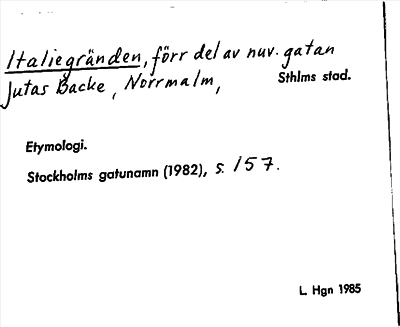 Italiegränden, förr del av nuv. gatan
Jutas Backe, Norrmalm, Sthlms stad.
Etymologi.
Stockholms gatunamn (1982), s. 157.
L Hgn 1985